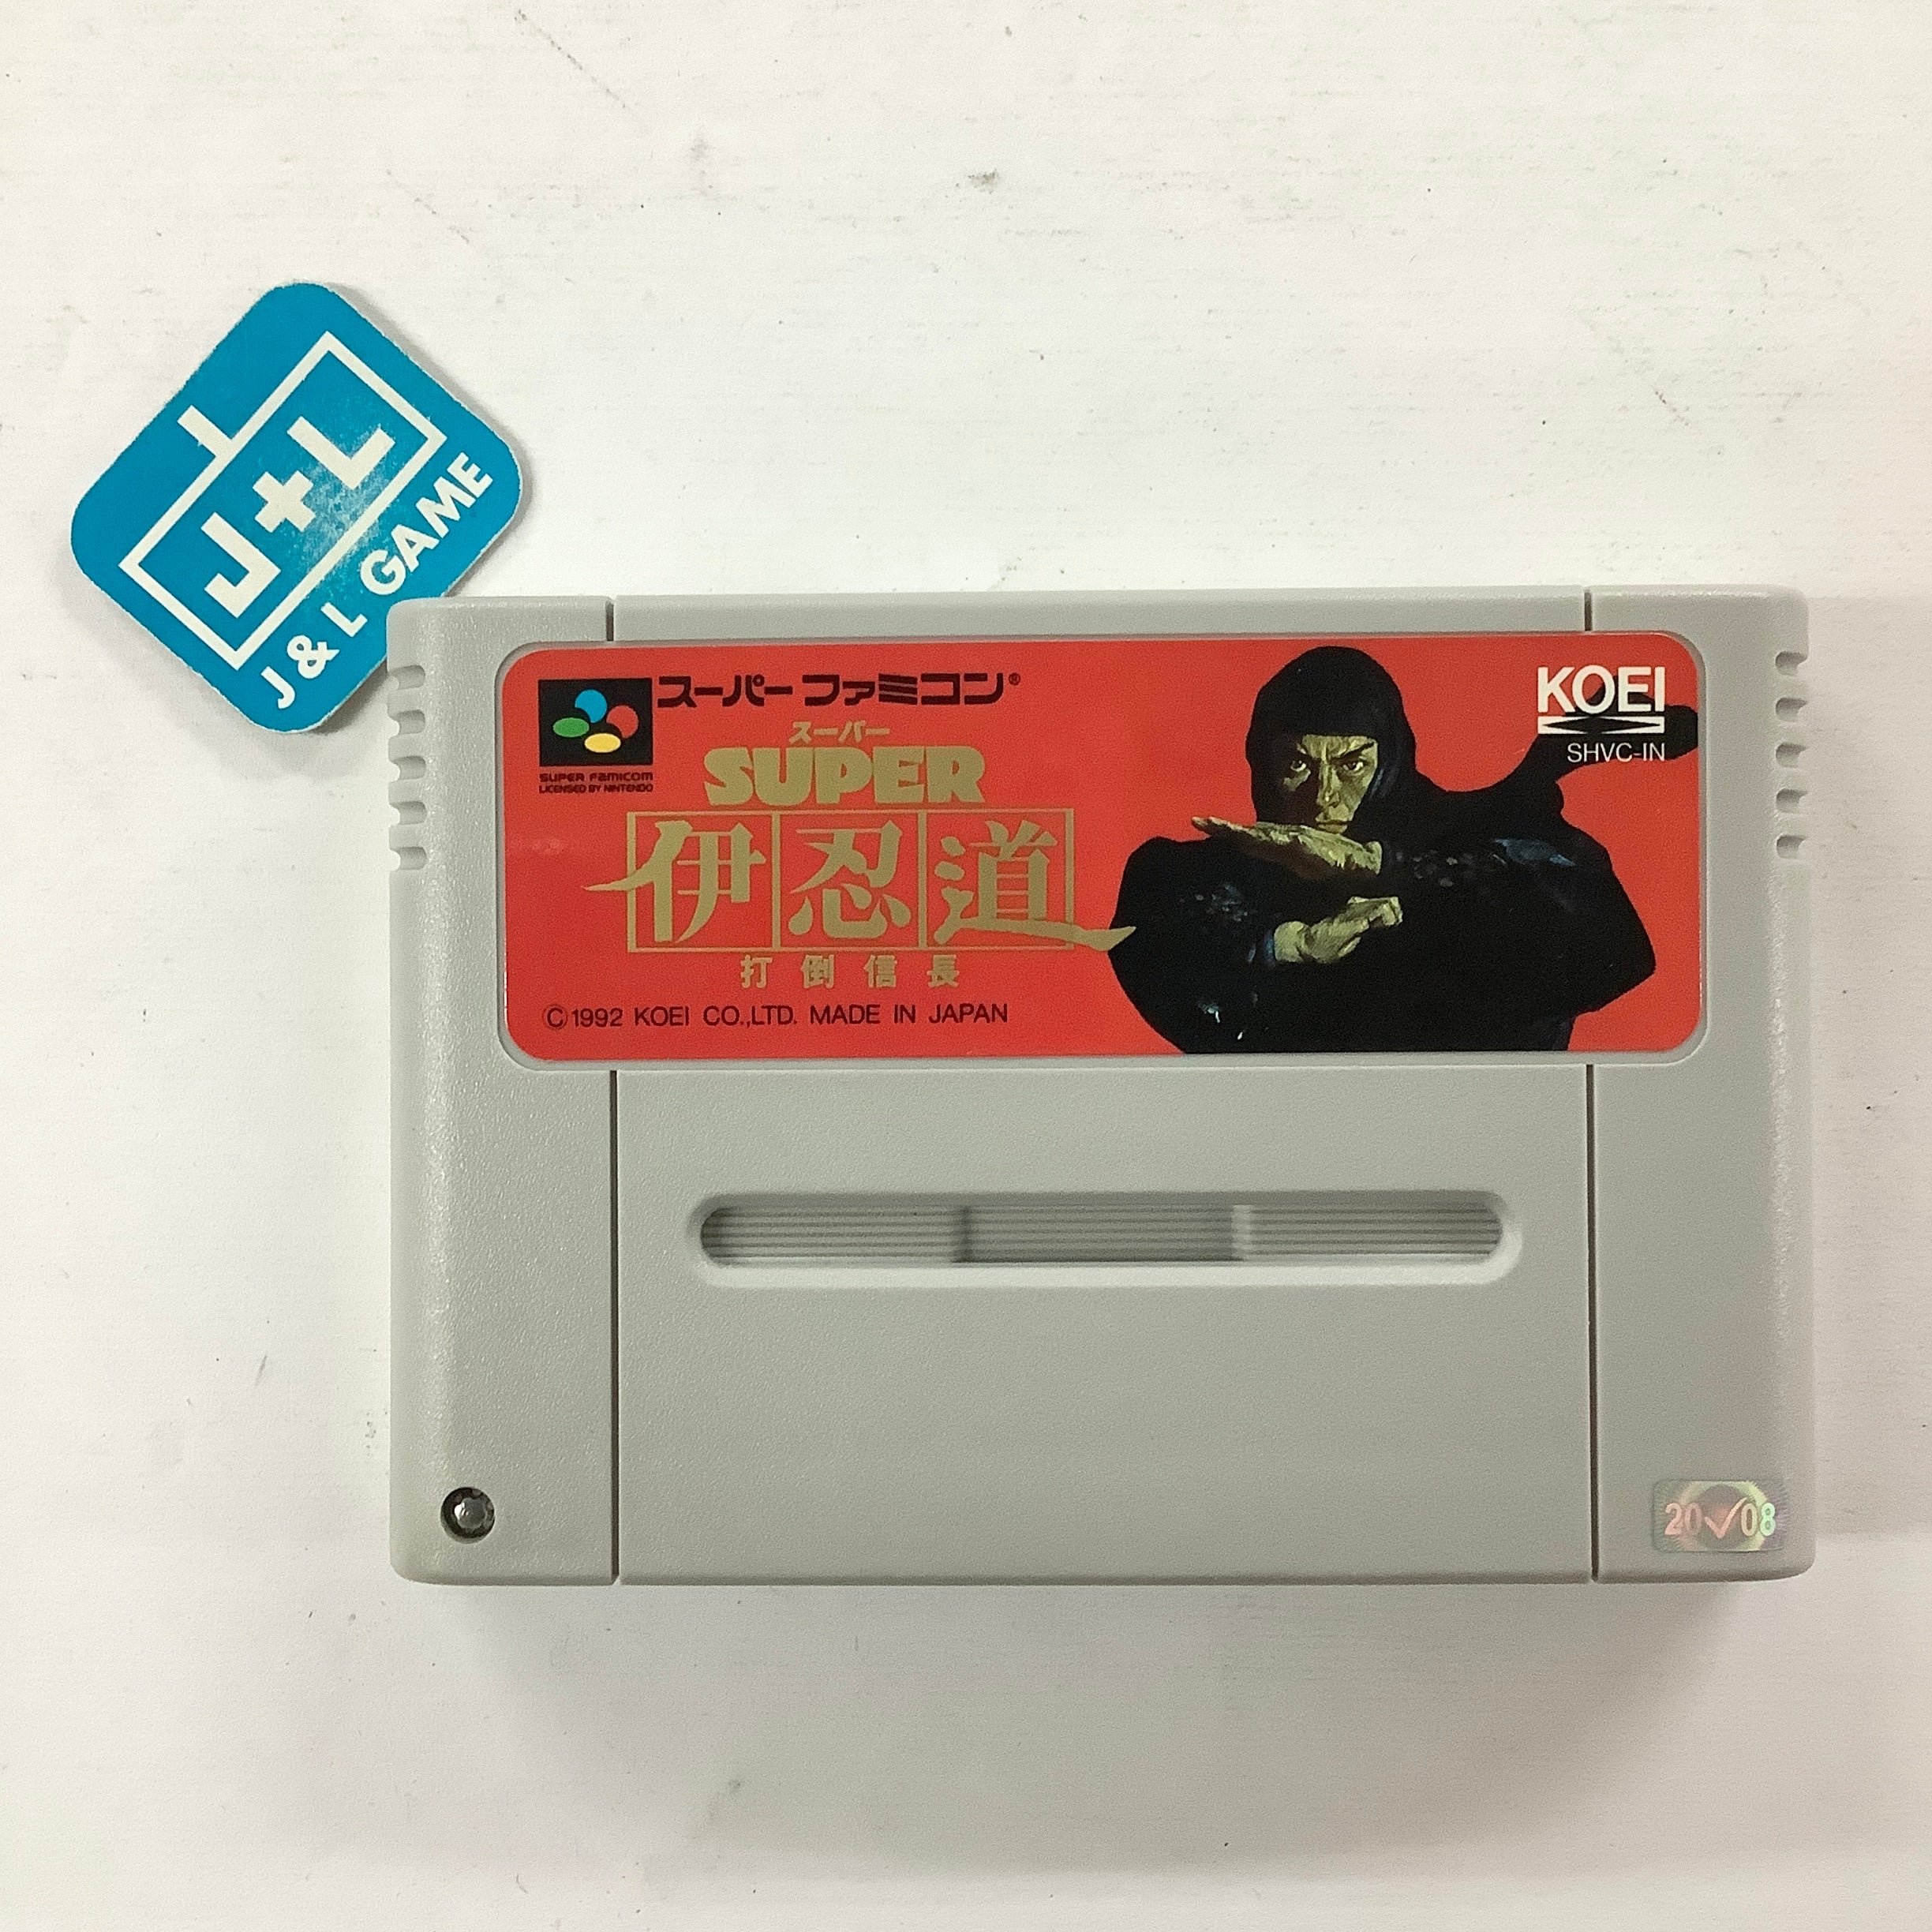 J+L
J & L GAME
スーパーファミコン®
SUPER FAMICOM
LICENSED BY NINTENDO
スーパー
SUPER
伊忍道
打倒信長
©1992 KOEI CO.,LTD. MADE IN JAPAN
KOEI
SHVC-IN
20✓08